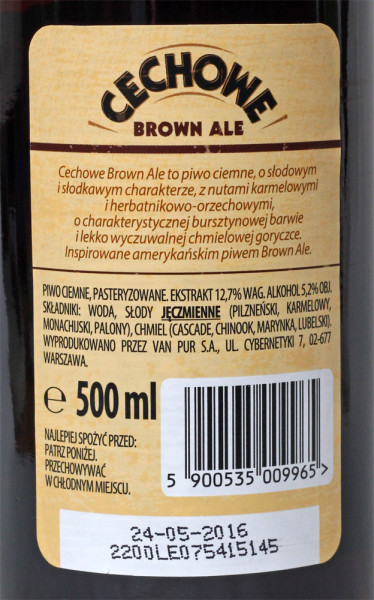 CECHOWE
BROWN ALE
Cechowe Brown Ale to piwo ciemne, o słodowym
i słodkawym charakterze, z nutami karmelowymi
i herbatnikowo-orzechowymi,
o charakterystycznej bursztynowej barwie
i lekko wyczuwalnej chmielowej goryczce.
Inspirowane amerykańskim piwem Brown Ale.
PIWO CIEMNE, PASTERYZOWANE. EKSTRAKT 12,7% WAG. ALKOHOL 5,2% OBJ.
SKŁADNIKI: WODA, SŁODY JĘCZMIENNE (PILZNEŃSKI, KARMELOWY,
MONACHIJSKI, PALONY), CHMIEL (CASCADE, CHINOOK, MARYNKA, LUBELSKI).
WYPRODUKOWANO PRZEZ VAN PUR S.A., UL. CYBERNETYKI 7, 02-677
WARSZAWA.
℮ 500 ml
NAJLEPIEJ SPOŻYĆ PRZED:
PATRZ PONIŻEJ.
PRZECHOWYWAĆ
W CHŁODNYM MIEJSCU.
5 900535 009965>
24-05-2016
2200LE075415145